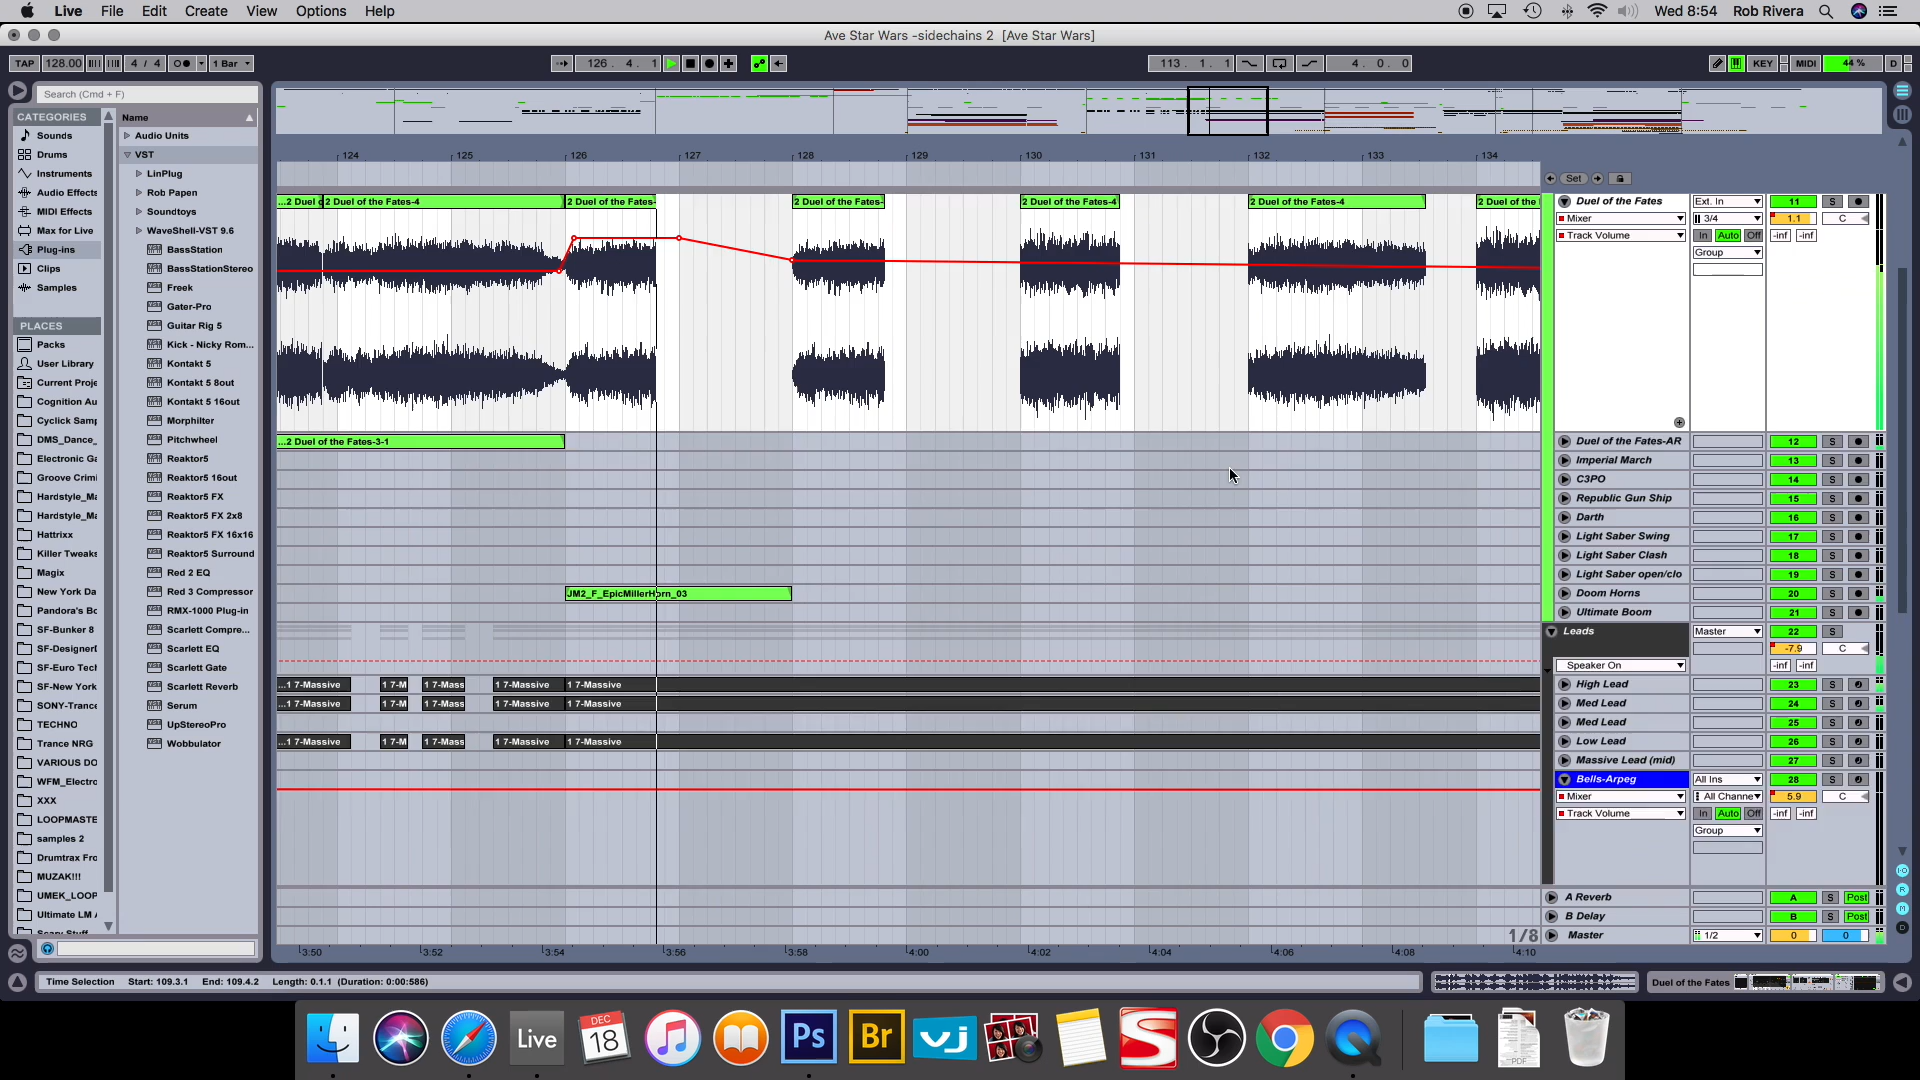 Live File Edit Create View Options Help
Wed 8:54 Rob Rivera
Ave Star Wars -sidechains 2 [Ave Star Wars]
TAP 128.00 4 / 4 1 Bar 126. 4. 1 113. 1. 1 4. 0. 0 KEY MIDI 44 % D
Search (Cmd + F)
CATEGORIES
Sounds
Drums
Instruments
Audio Effects
MIDI Effects
Max for Live
Plug-ins
Clips
Samples
PLACES
Packs
User Library
Current Proje
Cognition Au
Cyclick Samp
DMS_Dance_
Electronic Ga
Groove Crimi
Hardstyle_Ma
Hardstyle_Ma
Hattrixx
Killer Tweaks
Magix
New York Da
Pandora's Bo
SF-Bunker 8
SF-DesignerI
SF-Euro Tech
SF-New York
SONY-Trance
TECHNO
Trance NRG
VARIOUS DO
WFM_Electro
XXX
LOOPMASTE
samples 2
Drumtrax Fro
MUZAK!!!
UMEK_LOOP
Ultimate LM A
Scary Stuff
Name
Audio Units
VST
LinPlug
Rob Papen
Soundtoys
WaveShell-VST 9.6
BassStation
BassStationStereo
Freek
Gater-Pro
Guitar Rig 5
Kick - Nicky Rom...
Kontakt 5
Kontakt 5 8out
Kontakt 5 16out
Morphilter
Pitchwheel
Reaktor5
Reaktor5 16out
Reaktor5 FX
Reaktor5 FX 2x8
Reaktor5 FX 16x16
Reaktor5 Surround
Red 2 EQ
Red 3 Compressor
RMX-1000 Plug-in
Scarlett Compre...
Scarlett EQ
Scarlett Gate
Scarlett Reverb
Serum
UpStereoPro
Wobbulator
124 125 126 127 128 129 130 131 132 133 134
Set
...2 Duel o 2 Duel of the Fates-4 2 Duel of the Fates- 2 Duel of the Fates- 2 Duel of the Fates-4 2 Duel of the Fates-4 2 Duel of the
...2 Duel of the Fates-3-1
JM2_F_EpicMillerHorn_03
...1 7-Massive 1 7-M 1 7-Mass 1 7-Massive 1 7-Massive
...1 7-Massive 1 7-M 1 7-Mass 1 7-Massive 1 7-Massive
...1 7-Massive 1 7-M 1 7-Mass 1 7-Massive 1 7-Massive
Duel of the Fates Ext. In 11 S
Mixer 3/4 1.1 C
Track Volume In Auto Off -inf -inf
Group
Duel of the Fates-AR 12 S
Imperial March 13 S
C3PO 14 S
Republic Gun Ship 15 S
Darth 16 S
Light Saber Swing 17 S
Light Saber Clash 18 S
Light Saber open/clo 19 S
Doom Horns 20 S
Ultimate Boom 21 S
Leads Master 22 S
-7.9 C
Speaker On -inf -inf
High Lead 23 S
Med Lead 24 S
Med Lead 25 S
Low Lead 26 S
Massive Lead (mid) 27 S
Bells-Arpeg All Ins 28 S
Mixer All Channe 5.9 C
Track Volume In Auto Off -inf -inf
Group
A Reverb A S Post
B Delay B S Post
1/8 Master 1/2 0 0
3:50 3:52 3:54 3:56 3:58 4:00 4:02 4:04 4:06 4:08 4:10
Time Selection Start: 109.3.1 End: 109.4.2 Length: 0.1.1 (Duration: 0:00:586)
Duel of the Fates
Live DEC 18 Ps Br vj S PDF